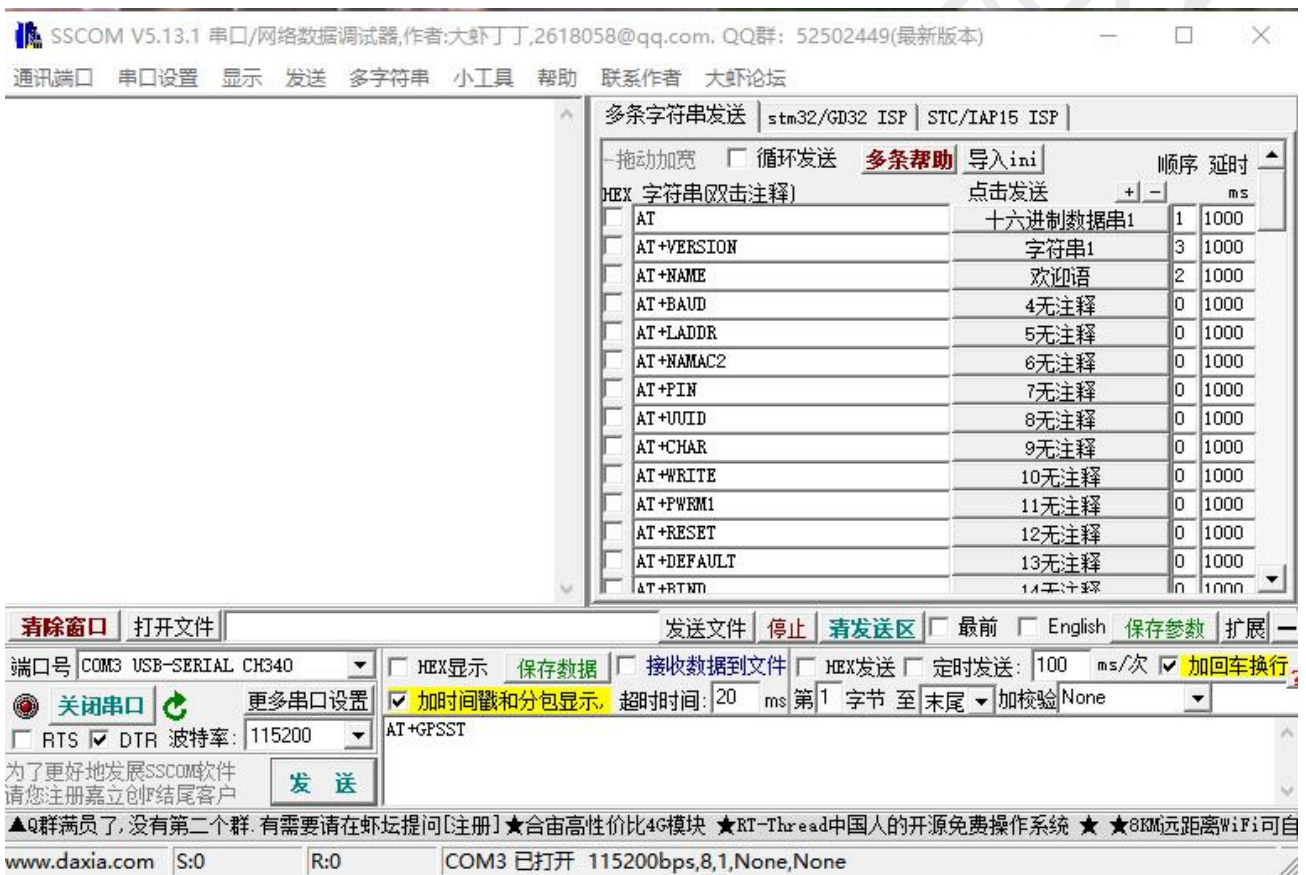 SSCOM V5.13.1 串口/网络数据调试器,作者:大虾丁丁,2618058@qq.com. QQ群: 52502449(最新版本)
通讯端口 串口设置 显示 发送 多字符串 小工具 帮助 联系作者 大虾论坛
多条字符串发送 stm32/GD32 ISP STC/IAP15 ISP
拖动加宽 循环发送 多条帮助 导入ini 顺序 延时
HEX 字符串(双击注释) 点击发送 + - ms
AT 十六进制数据串1 1 1000
AT+VERSION 字符串1 3 1000
AT+NAME 欢迎语 2 1000
AT+BAUD 4无注释 0 1000
AT+LADDR 5无注释 0 1000
AT+NAMAC2 6无注释 0 1000
AT+PIN 7无注释 0 1000
AT+UUID 8无注释 0 1000
AT+CHAR 9无注释 0 1000
AT+WRITE 10无注释 0 1000
AT+PWRM1 11无注释 0 1000
AT+RESET 12无注释 0 1000
AT+DEFAULT 13无注释 0 1000
AT+BIND 14无注释 0 1000
清除窗口 打开文件 发送文件 停止 清发送区 最前 English 保存参数 扩展 —
端口号 COM3 USB-SERIAL CH340 HEX显示 保存数据 接收数据到文件 HEX发送 定时发送: 100 ms/次 加回车换行
关闭串口 更多串口设置 加时间戳和分包显示, 超时时间: 20 ms 第1 字节 至 末尾 加校验 None
RTS DTR 波特率: 115200 AT+GPSST
为了更好地发展SSCOM软件
请您注册嘉立创F结尾客户 发 送
▲Q群满员了,没有第二个群.有需要请在虾坛提问[注册]★合宙高性价比4G模块 ★RT-Thread中国人的开源免费操作系统 ★ ★8KM远距离WiFi可自
www.daxia.com S:0 R:0 COM3 已打开 115200bps,8,1,None,None